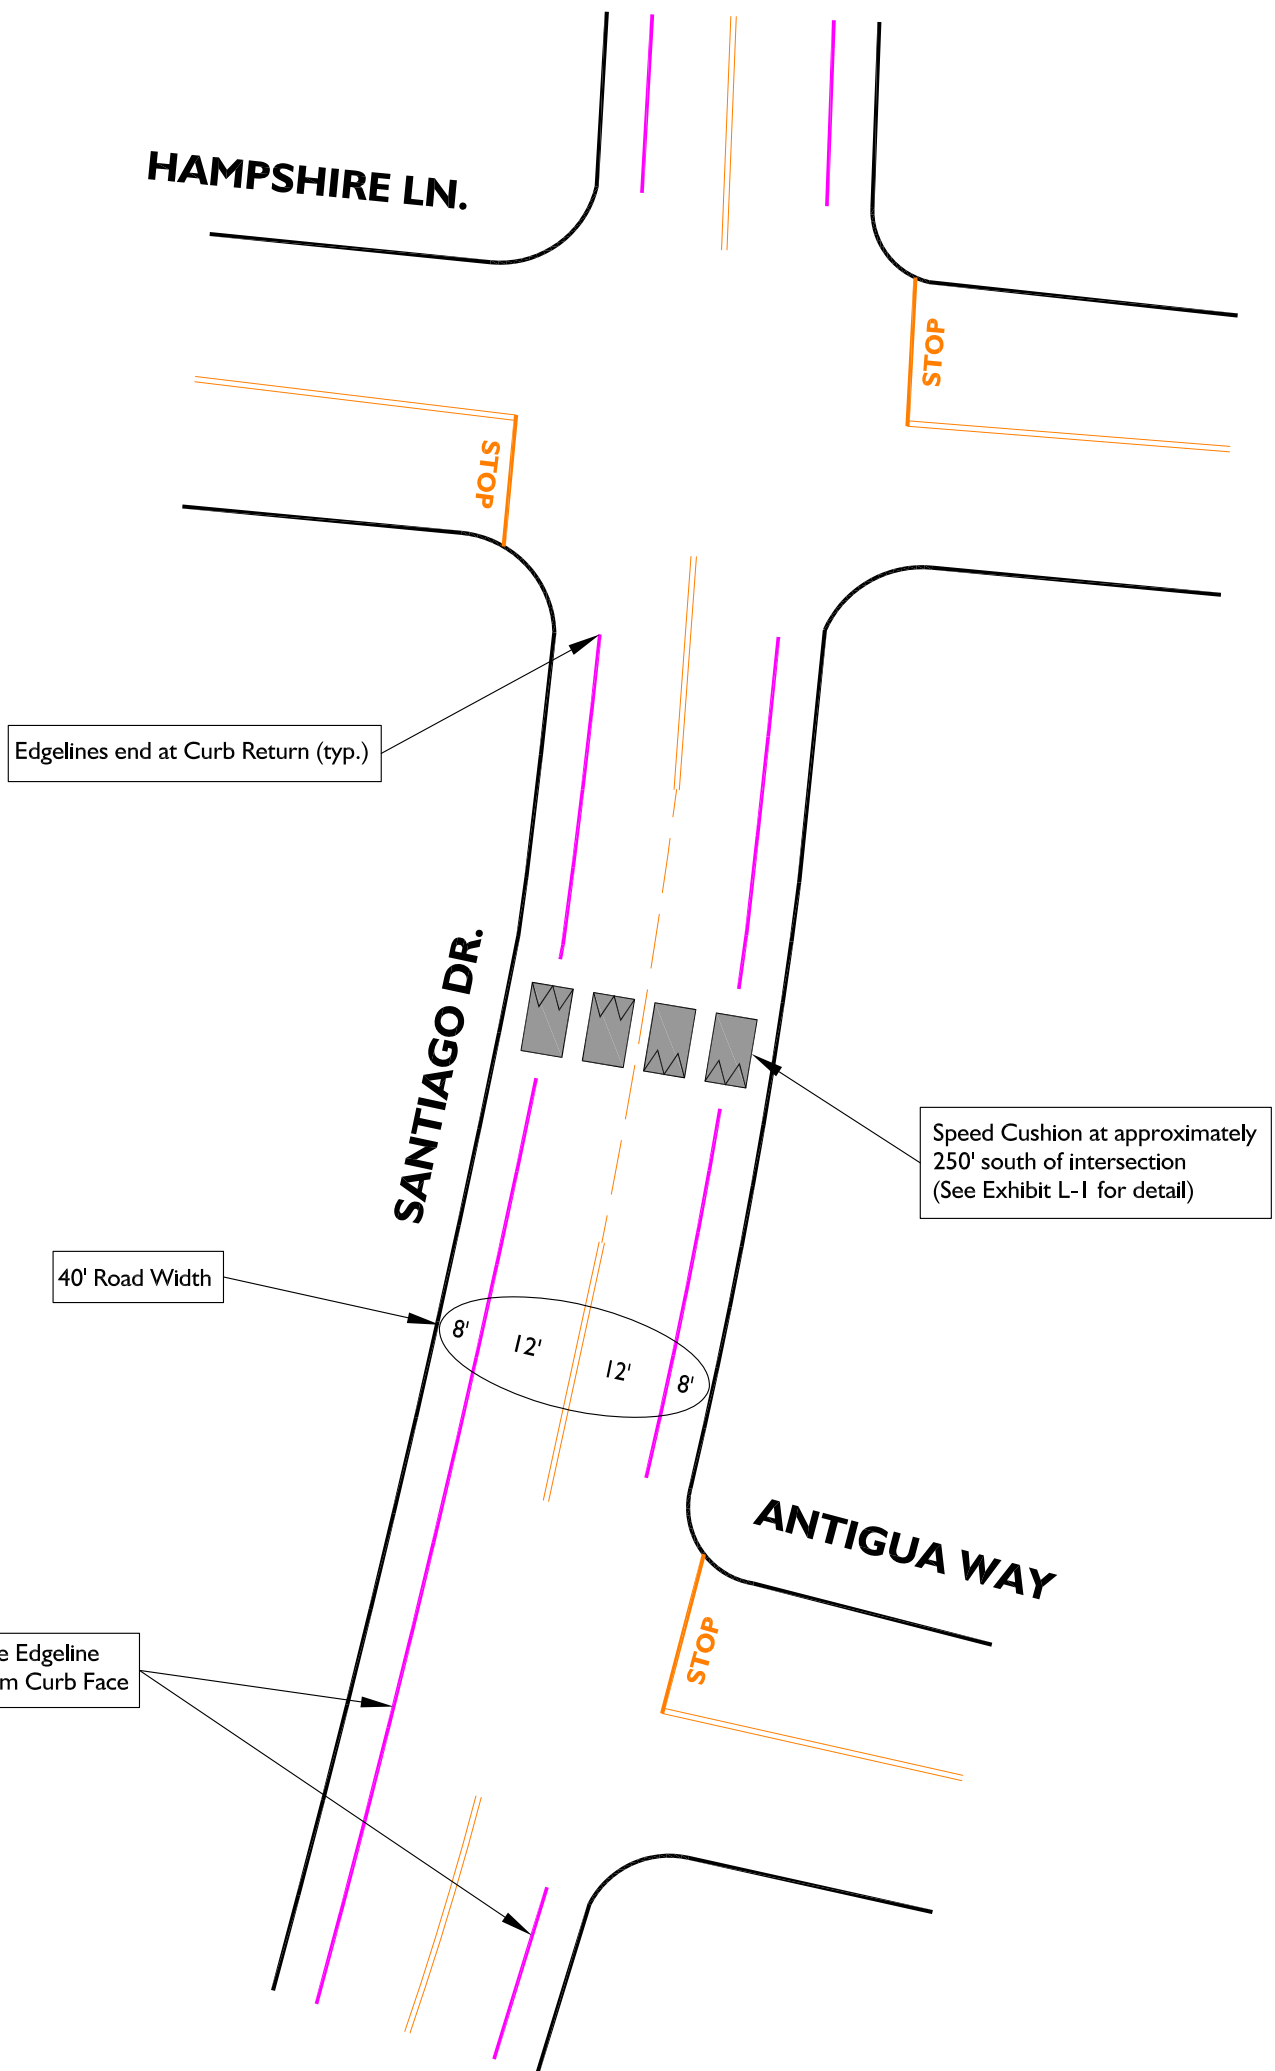 HAMPSHIRE LN.
STOP
STOP
Edgelines end at Curb Return (typ.)
SANTIAGO DR.
Speed Cushion at approximately
250' south of intersection
(See Exhibit L-1 for detail)
40' Road Width
8'
12'
12'
8'
ANTIGUA WAY
STOP
Edgeline
Curb Face